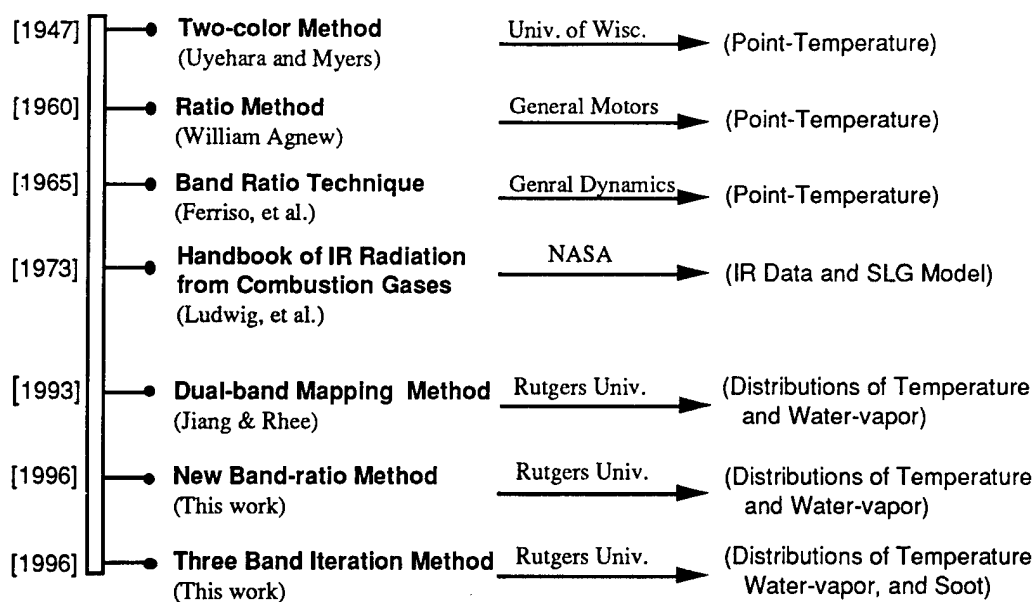 [1947] Two-color Method Univ. of Wisc. (Point-Temperature)
(Uyehara and Myers)
[1960] Ratio Method General Motors (Point-Temperature)
(William Agnew)
[1965] Band Ratio Technique Genral Dynamics (Point-Temperature)
(Ferriso, et al.)
[1973] Handbook of IR Radiation NASA (IR Data and SLG Model)
from Combustion Gases
(Ludwig, et al.)
[1993] Dual-band Mapping Method Rutgers Univ. (Distributions of Temperature
(Jiang & Rhee) and Water-vapor)
[1996] New Band-ratio Method Rutgers Univ. (Distributions of Temperature
(This work) and Water-vapor)
[1996] Three Band Iteration Method Rutgers Univ. (Distributions of Temperature
(This work) Water-vapor, and Soot)